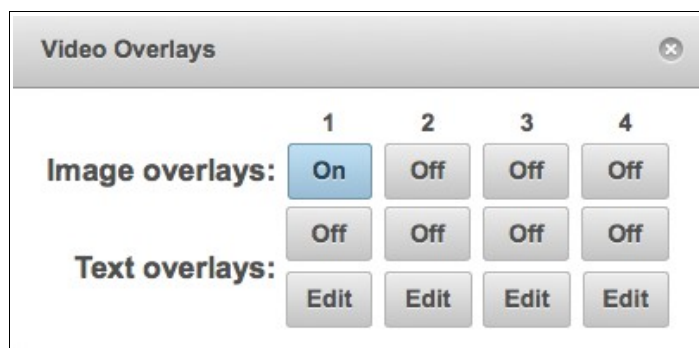 Video Overlays
1 2 3 4
Image overlays: On Off Off Off
Off Off Off Off
Text overlays:
Edit Edit Edit Edit